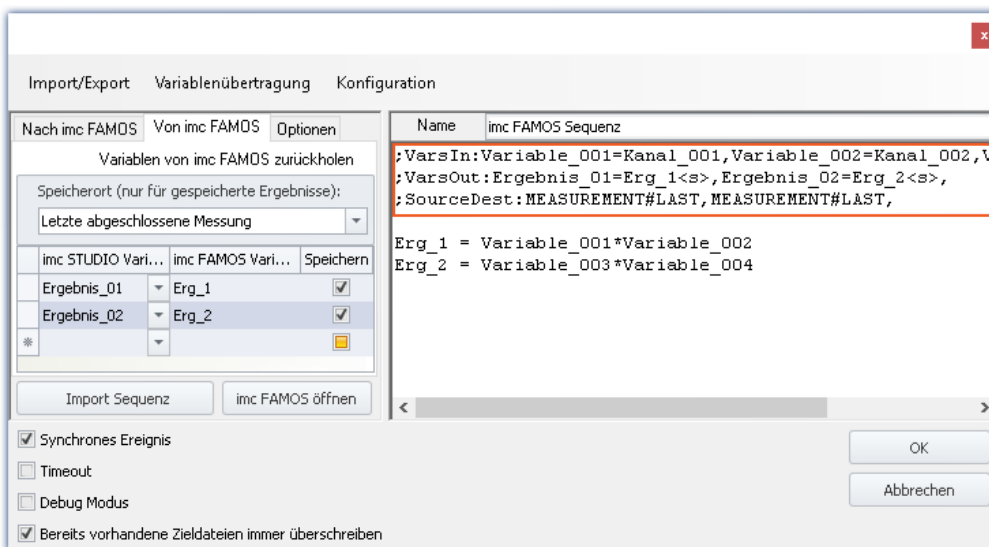 x
Import/Export Variablenübertragung Konfiguration
Nach imc FAMOS Von imc FAMOS Optionen
Variablen von imc FAMOS zurückholen
Speicherort (nur für gespeicherte Ergebnisse):
Letzte abgeschlossene Messung
imc STUDIO Vari... imc FAMOS Vari... Speichern
Ergebnis_01 Erg_1
Ergebnis_02 Erg_2
Import Sequenz imc FAMOS öffnen
Name imc FAMOS Sequenz
;VarsIn:Variable_001=Kanal_001,Variable_002=Kanal_002,V
;VarsOut:Ergebnis_01=Erg_1<s>,Ergebnis_02=Erg_2<s>,
;SourceDest:MEASUREMENT#LAST,MEASUREMENT#LAST,
Erg_1 = Variable_001*Variable_002
Erg_2 = Variable_003*Variable_004
Synchrones Ereignis
Timeout
Debug Modus
Bereits vorhandene Zieldateien immer überschreiben
OK
Abbrechen